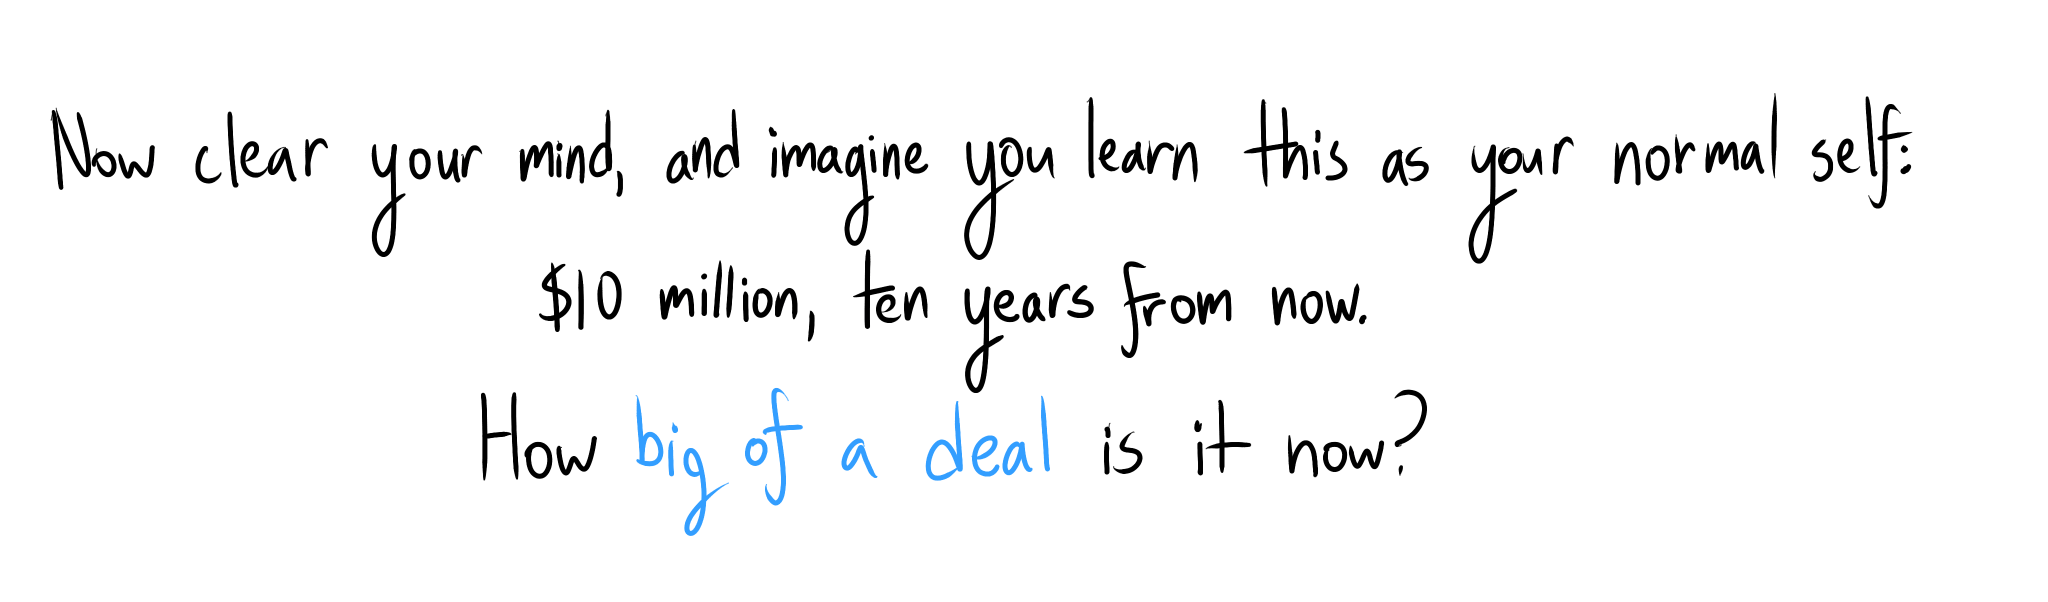 Now clear your mind, and imagine you learn this as your normal self:
$10 million, ten years from now.
How big of a deal is it now?